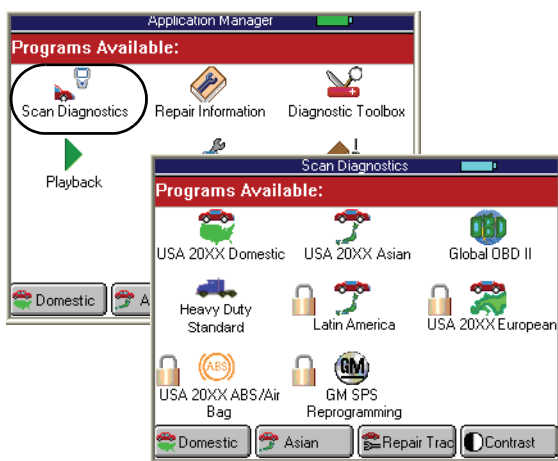 Application Manager
Programs Available:
Scan Diagnostics
Repair Information
Diagnostic Toolbox
Playback
Domestic
A
Scan Diagnostics
Programs Available:
USA 20XX Domestic
USA 20XX Asian
Global OBD II
OBD
Heavy Duty
Standard
Latin America
USA 20XX European
ABS
GM
USA 20XX ABS/Air
Bag
GM SPS
Reprogramming
Domestic
Asian
Repair Trac
Contrast